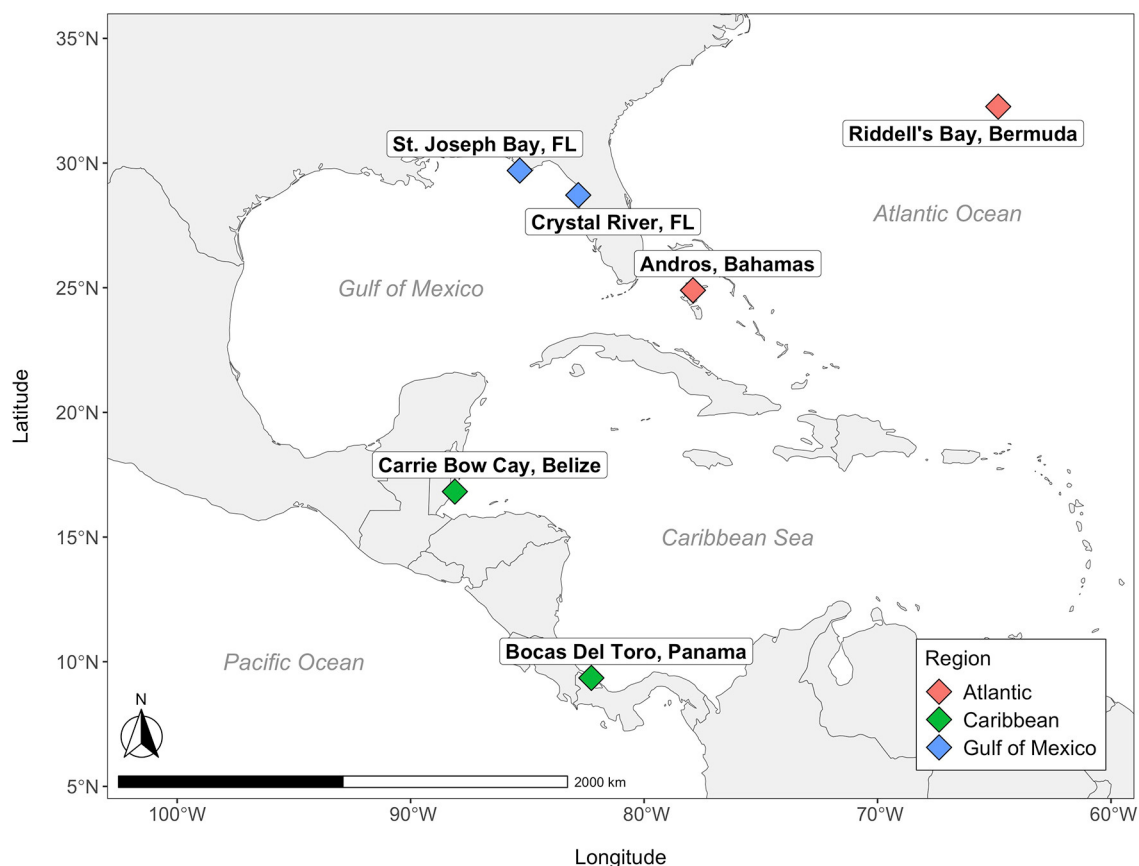 35°N
30°N
25°N
20°N
15°N
10°N
5°N
Latitude
St. Joseph Bay, FL
Riddell's Bay, Bermuda
Crystal River, FL
Atlantic Ocean
Andros, Bahamas
Gulf of Mexico
Carrie Bow Cay, Belize
Caribbean Sea
Bocas Del Toro, Panama
Pacific Ocean
Region
Atlantic
Caribbean
Gulf of Mexico
N
2000 km
100°W
90°W
80°W
70°W
60°W
Longitude